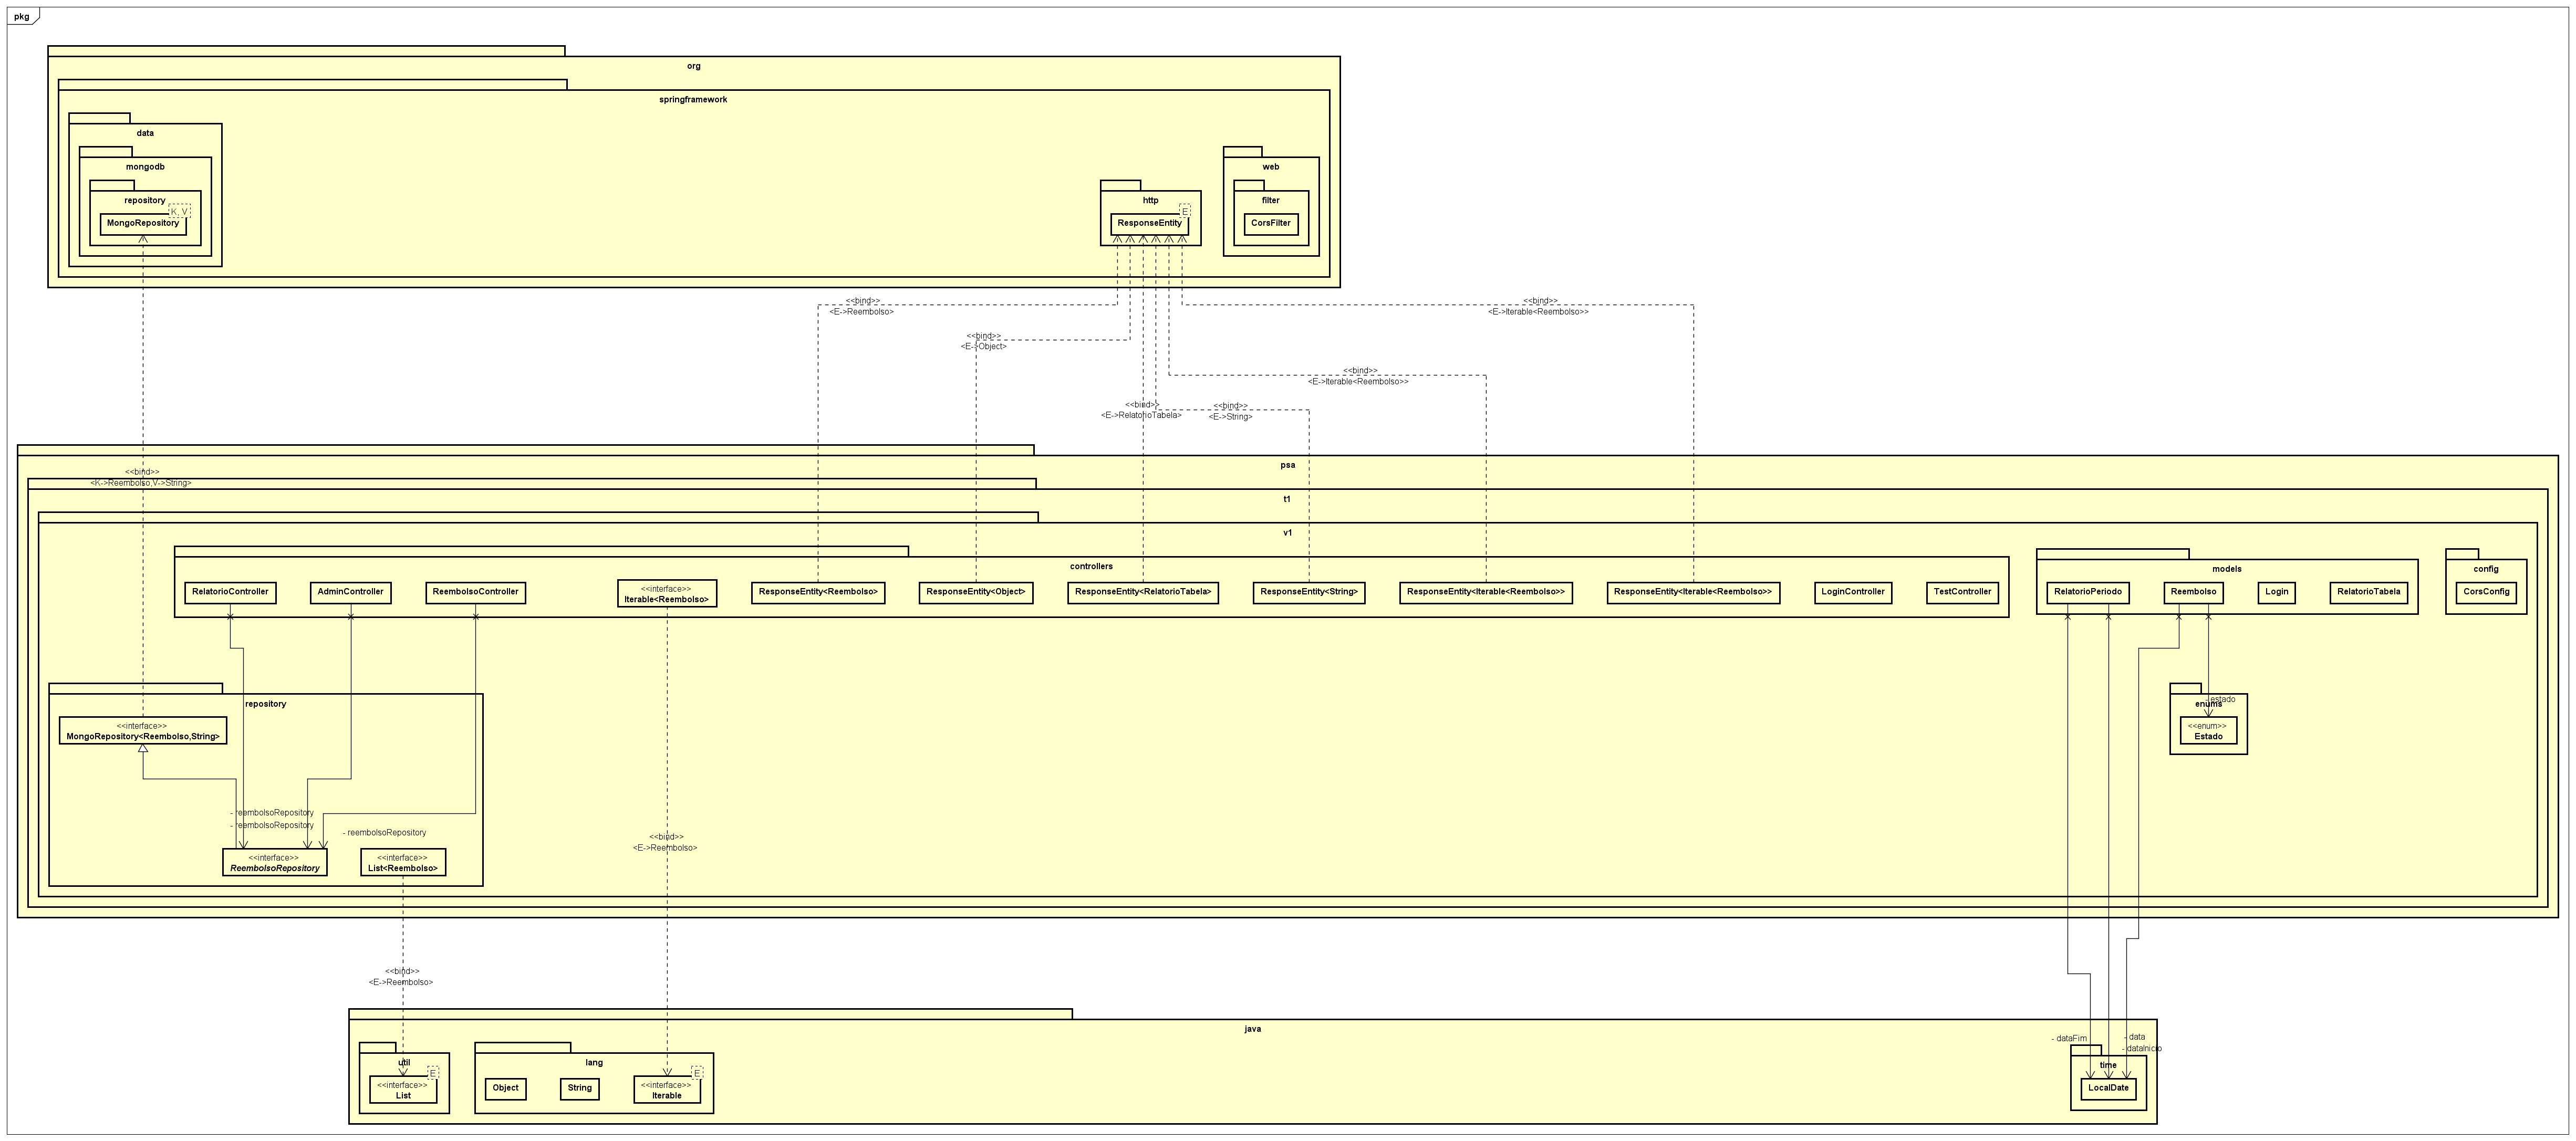 pkg
org
springframework
data
mongodb
repository
K, V
MongoRepository
http
E
ResponseEntity
web
filter
CorsFilter
<<bind>>
<E->Reembolso>
<<bind>>
<E->Iterable<Reembolso>>
<<bind>>
<E->Object>
<<bind>>
<E->Iterable<Reembolso>>
<<bind>>
<E->RelatorioTabela>
<<bind>>
<E->String>
psa
<<bind>>
<K->Reembolso,V->String>
t1
v1
controllers
RelatorioController
AdminController
ReembolsoController
<<interface>>
Iterable<Reembolso>
ResponseEntity<Reembolso>
ResponseEntity<Object>
ResponseEntity<RelatorioTabela>
ResponseEntity<String>
ResponseEntity<Iterable<Reembolso>>
ResponseEntity<Iterable<Reembolso>>
LoginController
TestController
models
RelatorioPeriodo
Reembolso
Login
RelatorioTabela
config
CorsConfig
enums
- estado
<<enum>>
Estado
repository
<<interface>>
MongoRepository<Reembolso,String>
- reembolsoRepository
- reembolsoRepository
- reembolsoRepository
<<interface>>
ReembolsoRepository
<<interface>>
List<Reembolso>
<<bind>>
<E->Reembolso>
<<bind>>
<E->Reembolso>
java
util
E
<<interface>>
List
lang
Object
String
E
<<interface>>
Iterable
- dataFim
- data
- dataInicio
time
LocalDate